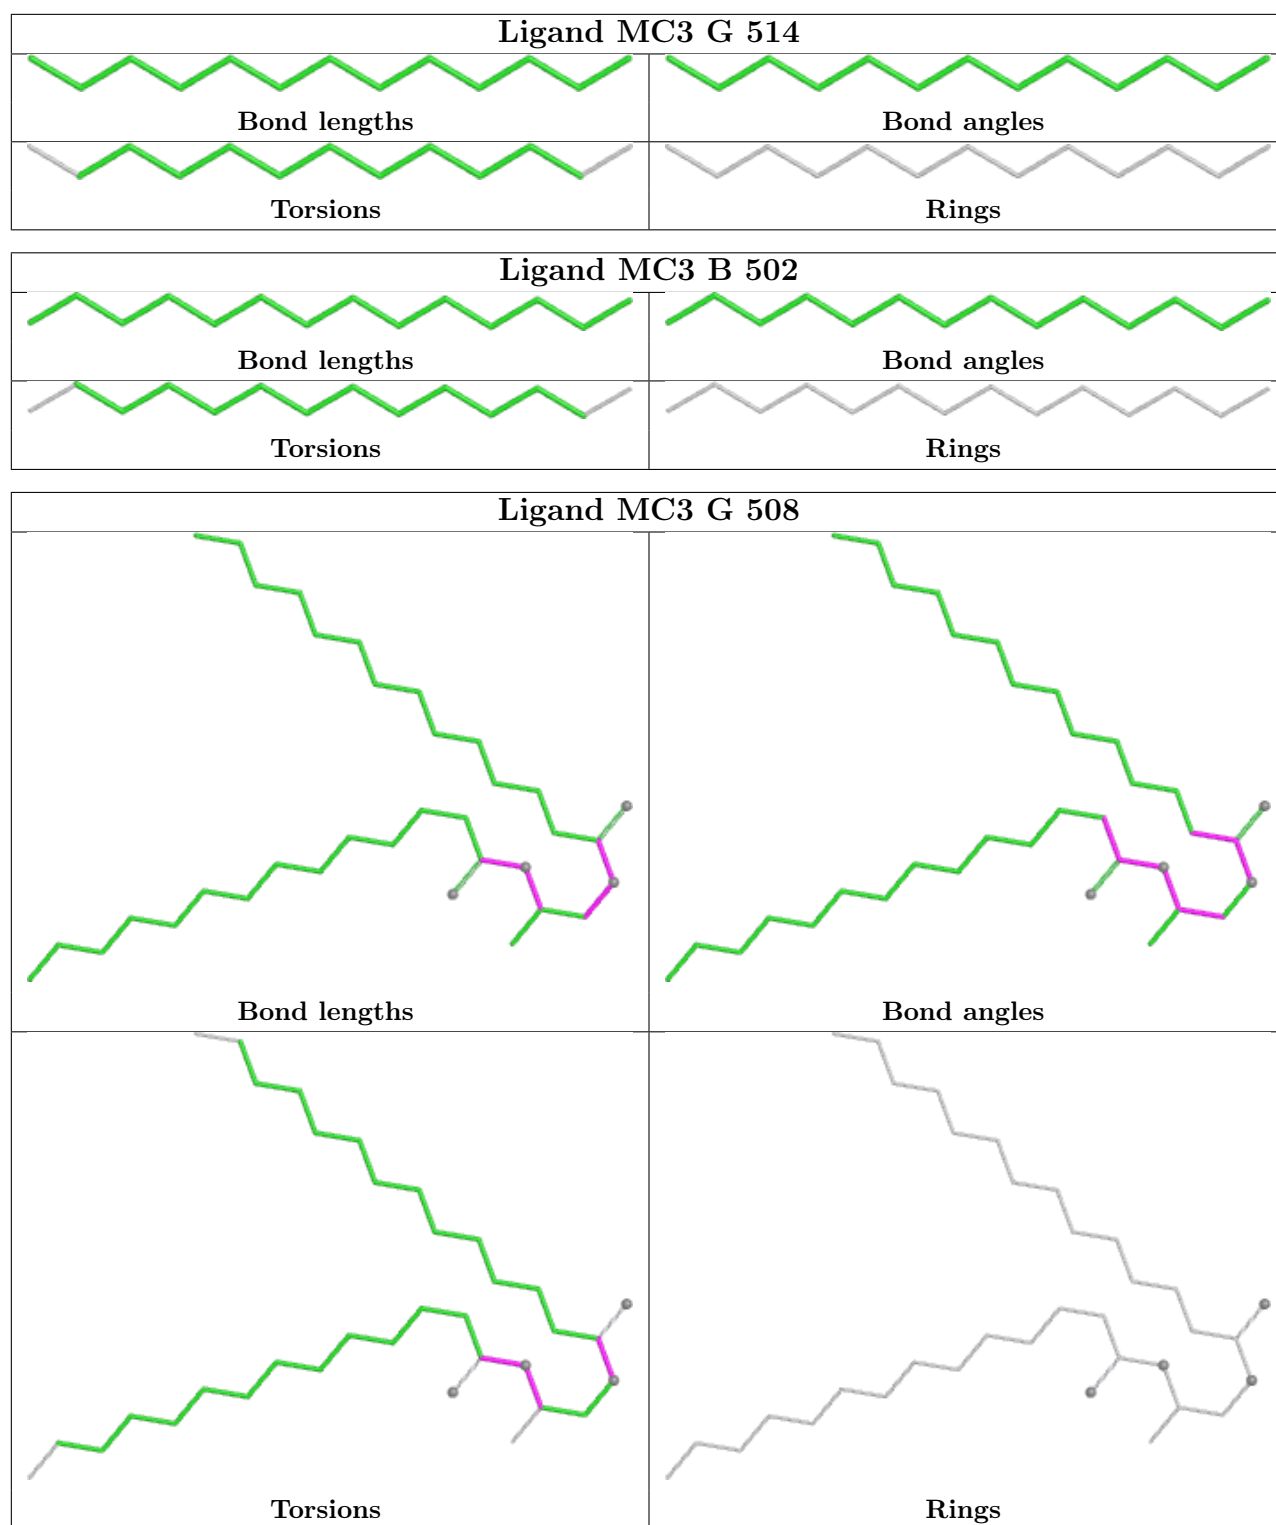 Ligand MC3 G 514
Bond lengths
Bond angles
Torsions
Rings
Ligand MC3 B 502
Bond lengths
Bond angles
Torsions
Rings
Ligand MC3 G 508
Bond lengths
Bond angles
Torsions
Rings